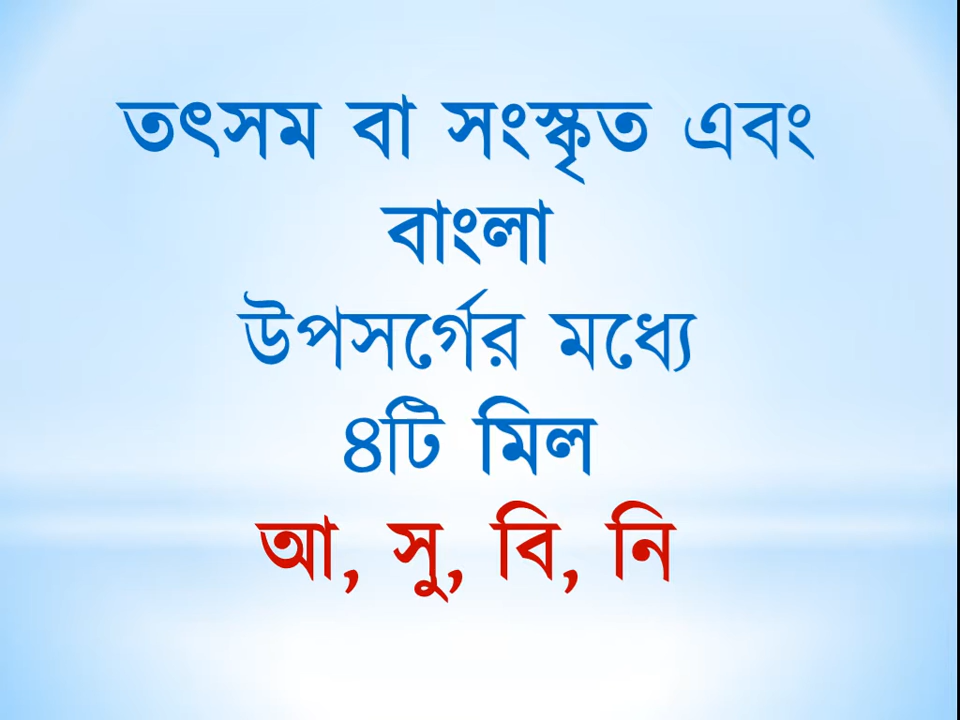 তৎসম বা সংস্কৃত এবং
বাংলা
উপসর্গের মধ্যে
৪টি মিল
আ, সু, বি, নি